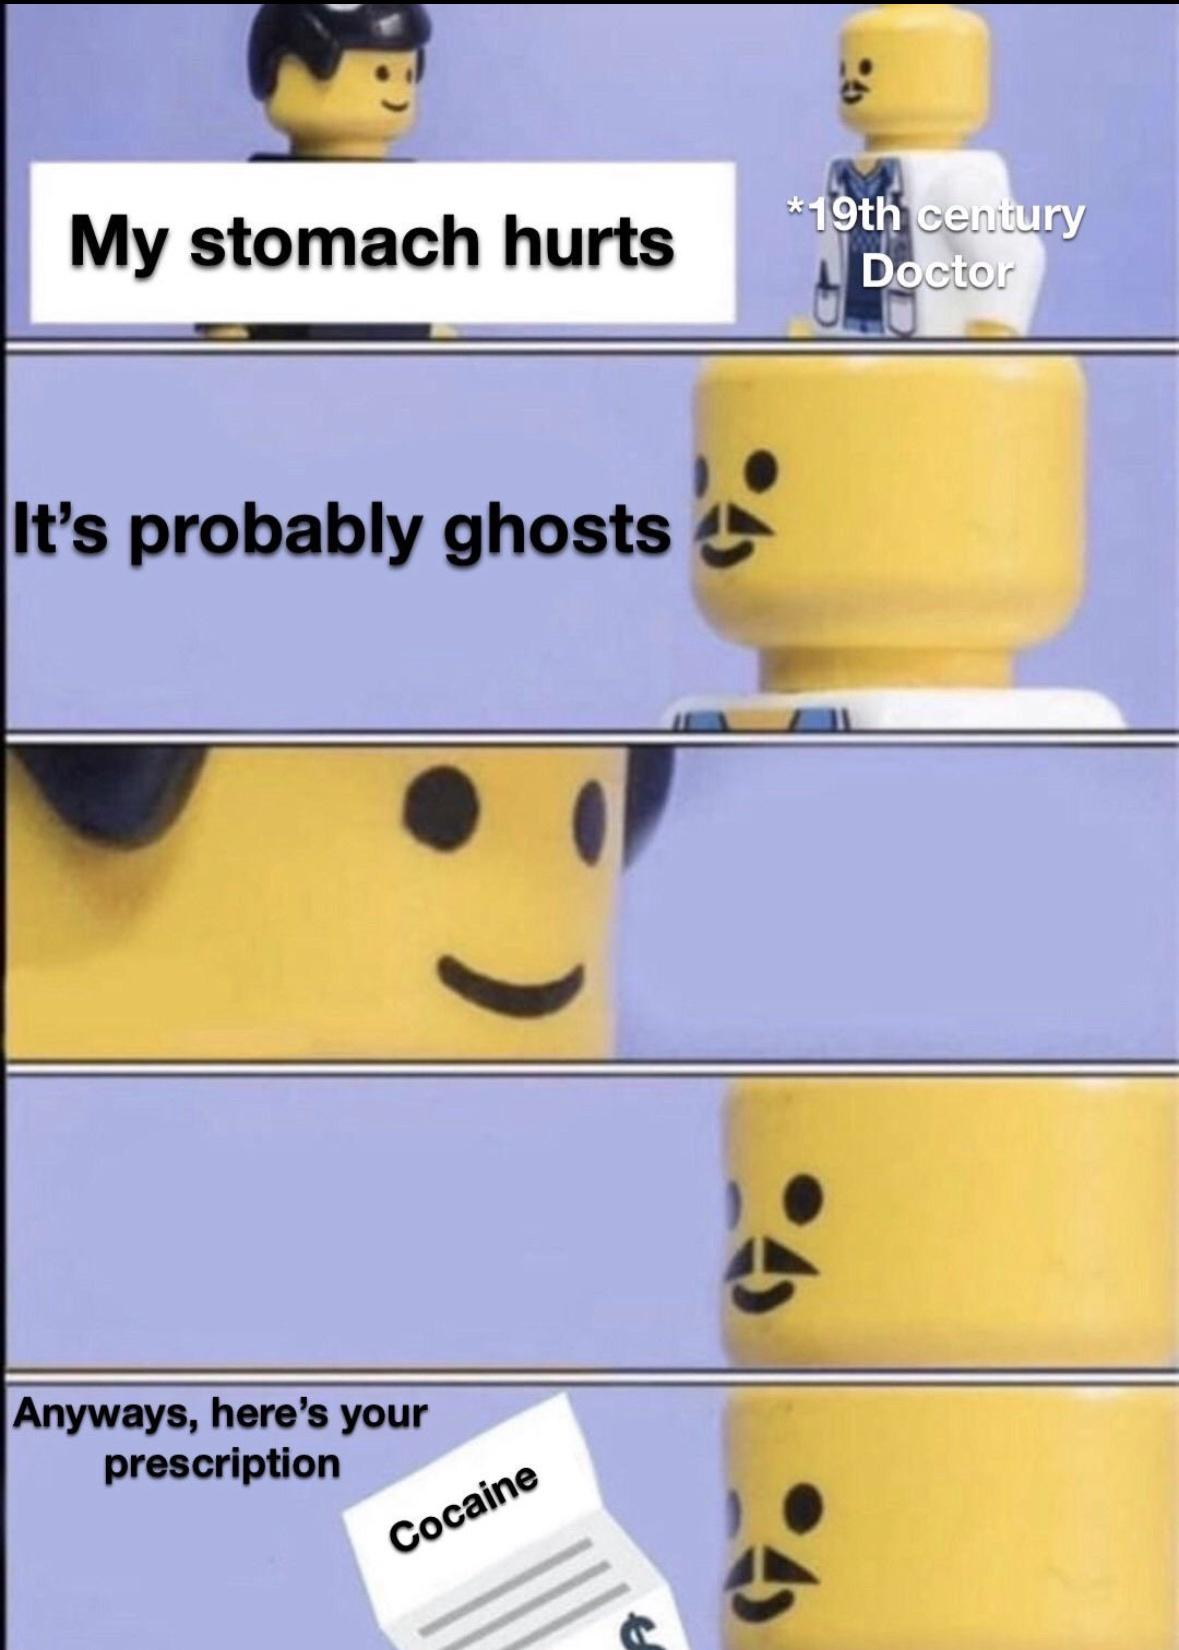 My stomach hurts
*19th century
Doctor
It's probably ghosts
Anyways, here's your
prescription
Cocaine
$